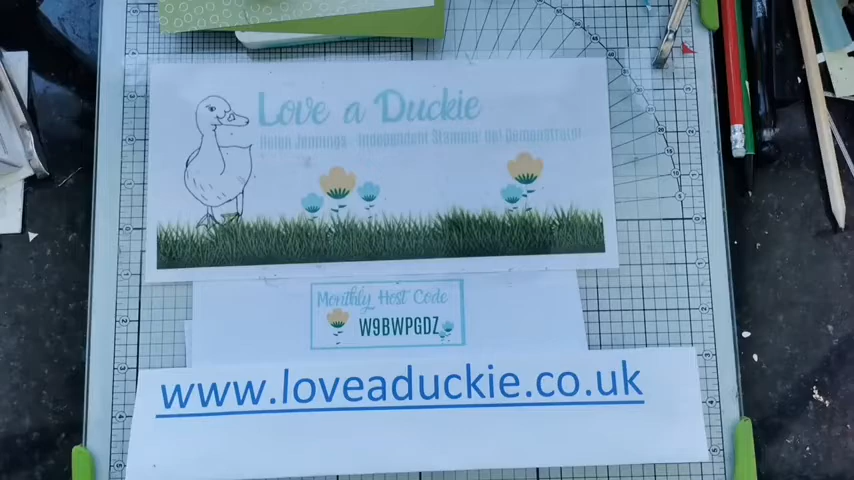 Love a Duckie
Helen Jennings - Independent Stampin' Up! Demonstrator
Monthly Host Code
W9BWPGDZ
www.loveaduckie.co.uk